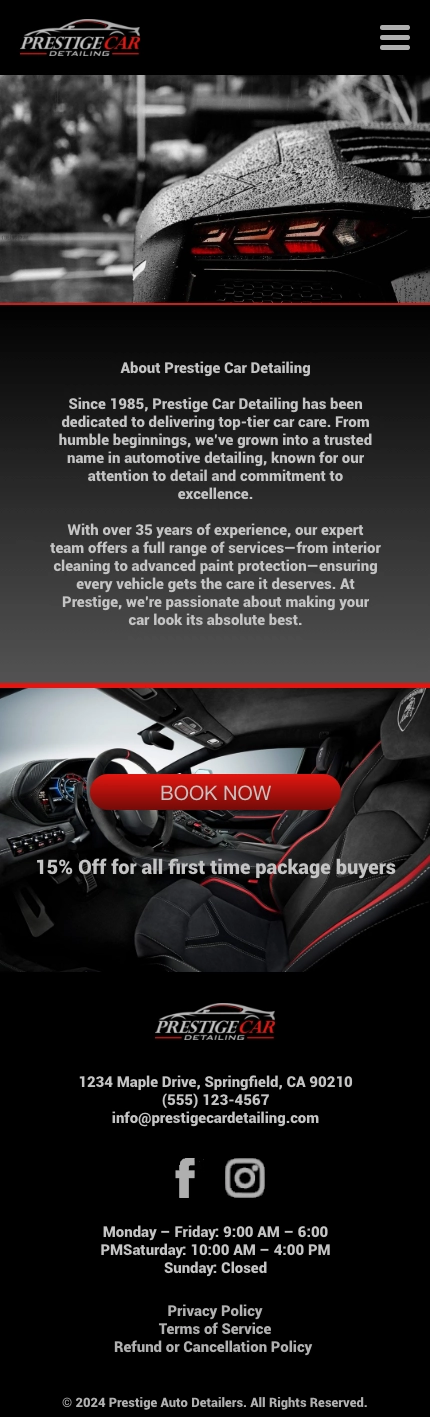 PRESTIGE CAR
DETAILING
About Prestige Car Detailing
Since 1985, Prestige Car Detailing has been
dedicated to delivering top-tier car care. From
humble beginnings, we've grown into a trusted
name in automotive detailing, known for our
attention to detail and commitment to
excellence.
With over 35 years of experience, our expert
team offers a full range of services—from interior
cleaning to advanced paint protection—ensuring
every vehicle gets the care it deserves. At
Prestige, we're passionate about making your
car look its absolute best.
BOOK NOW
15% Off for all first time package buyers
PRESTIGE CAR
DETAILING
1234 Maple Drive, Springfield, CA 90210
(555) 123-4567
info@prestigecardetailing.com
Monday – Friday: 9:00 AM – 6:00
PMSaturday: 10:00 AM – 4:00 PM
Sunday: Closed
Privacy Policy
Terms of Service
Refund or Cancellation Policy
© 2024 Prestige Auto Detailers. All Rights Reserved.